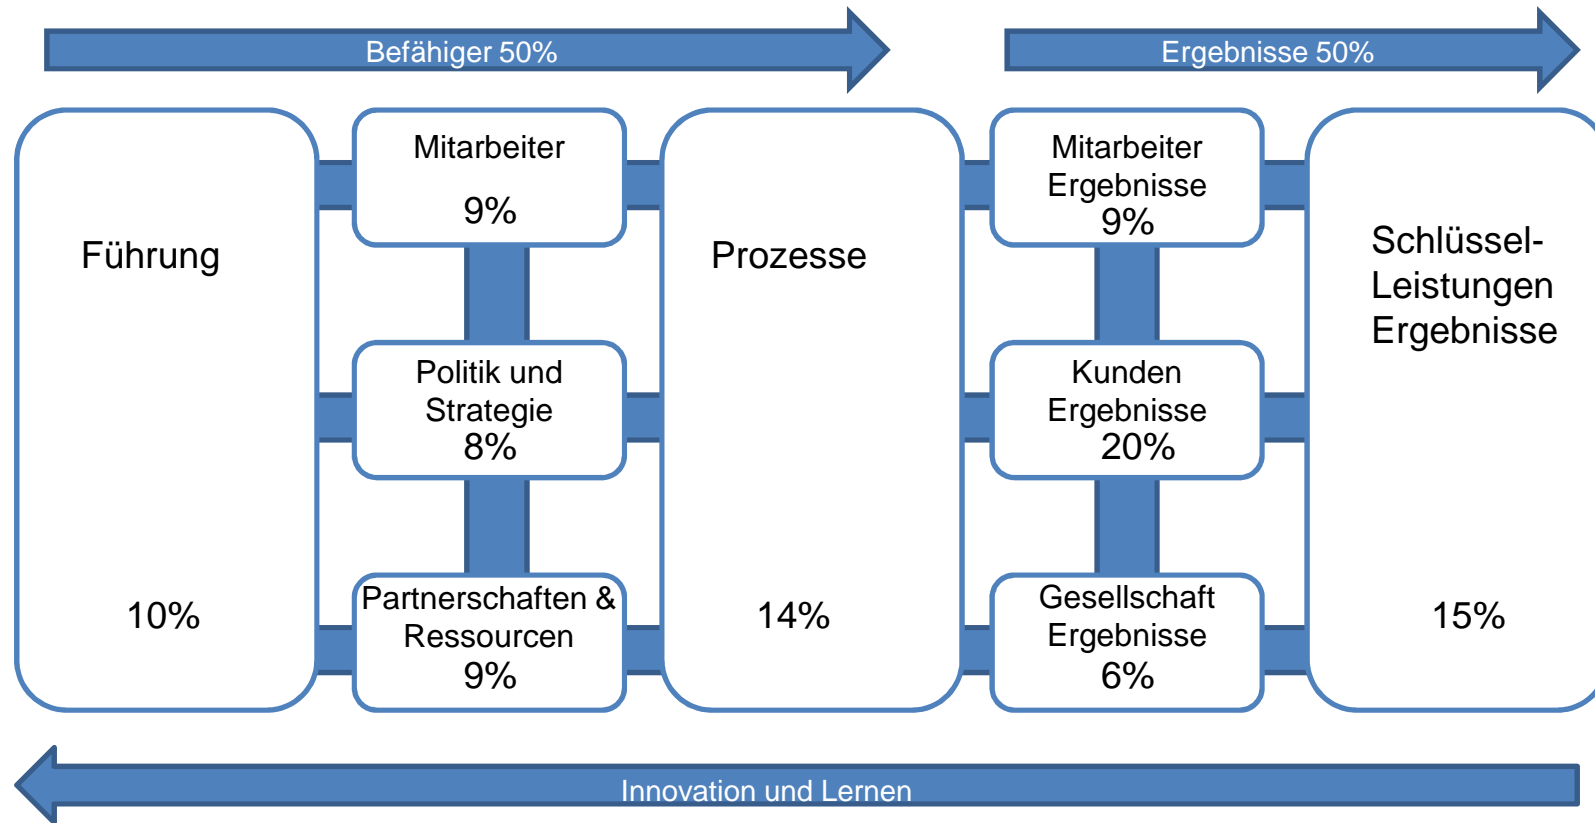 Befähiger 50%
Ergebnisse 50%
Führung
10%
Mitarbeiter
9%
Politik und
Strategie
8%
Partnerschaften &
Ressourcen
9%
Prozesse
14%
Mitarbeiter
Ergebnisse
9%
Kunden
Ergebnisse
20%
Gesellschaft
Ergebnisse
6%
Schlüssel-
Leistungen
Ergebnisse
15%
Innovation und Lernen